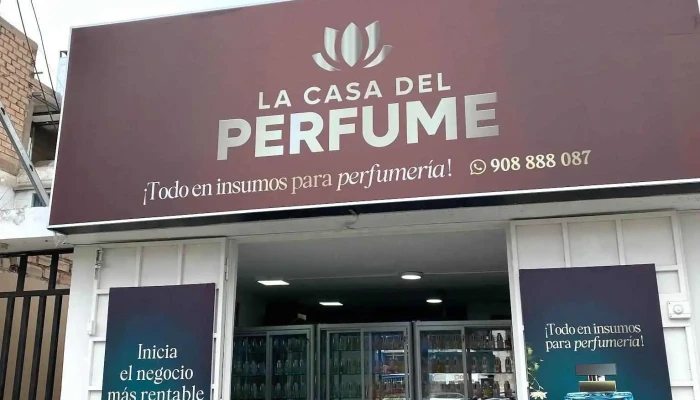 LA CASA DEL
PERFUME
¡Todo en insumos para perfumería! 908 888 087
Inicia
el negocio
más rentable
¡Todo en insumos
para perfumería!